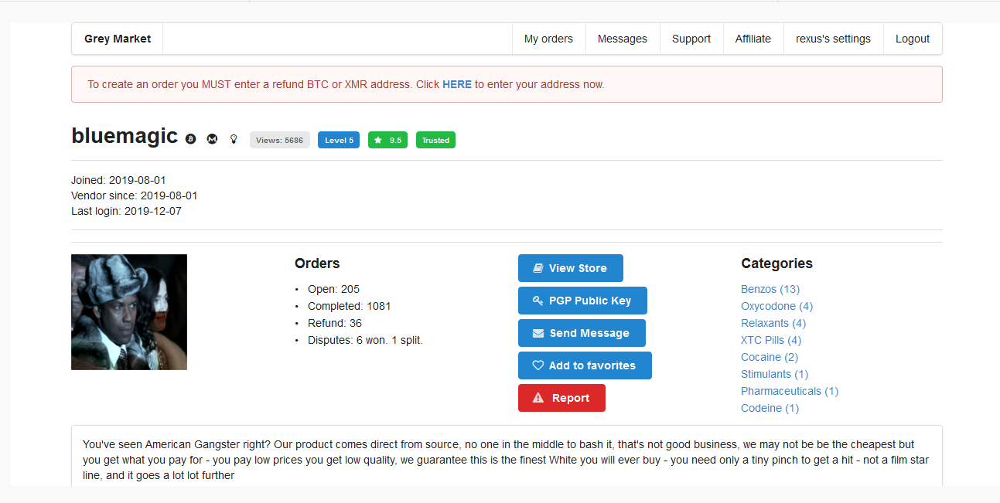 Grey Market My orders Messages Support Affiliate rexus's settings Logout
To create an order you MUST enter a refund BTC or XMR address. Click HERE to enter your address now.
bluemagic Views: 5686 Level 5 9.5 Trusted
Joined: 2019-08-01
Vendor since: 2019-08-01
Last login: 2019-12-07
Orders
• Open: 205
• Completed: 1081
• Refund: 36
• Disputes: 6 won. 1 split.
View Store
PGP Public Key
Send Message
Add to favorites
Report
Categories
Benzos (13)
Oxycodone (4)
Relaxants (4)
XTC Pills (4)
Cocaine (2)
Stimulants (1)
Pharmaceuticals (1)
Codeine (1)
You've seen American Gangster right? Our product comes direct from source, no one in the middle to bash it, that's not good business, we may not be be the cheapest but
you get what you pay for - you pay low prices you get low quality, we guarantee this is the finest White you will ever buy - you need only a tiny pinch to get a hit - not a film star
line, and it goes a lot lot further